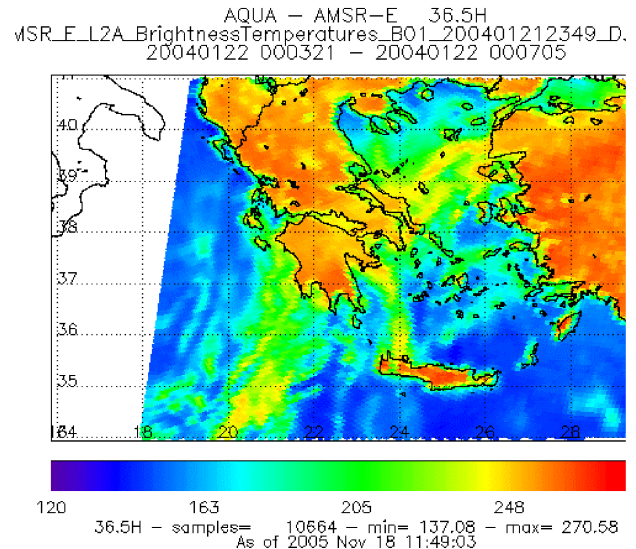 AQUA – AMSR–E 36.5H
MSR_E_L2A_BrightnessTemperatures_B01_200401212349_D.
20040122 000321 – 20040122 000705
40
39
38
37
36
35
34
18 20 22 24 26 28
120 163 205 248
36.5H – samples= 10664 – min= 137.08 – max= 270.58
As of 2005 Nov 18 11:49:03